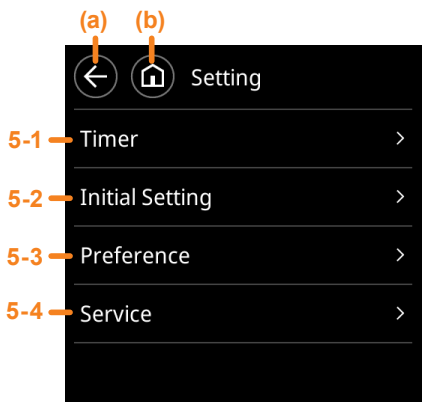 (a) (b)
Setting
5-1 Timer
5-2 Initial Setting
5-3 Preference
5-4 Service